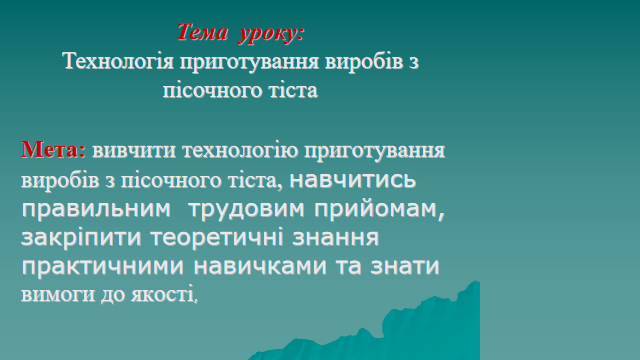 Тема  уроку:
Технологія приготування виробів з
пісочного тіста
Мета: вивчити технологію приготування
виробів з пісочного тіста, навчитись
правильним  трудовим прийомам,
закріпити теоретичні знання
практичними навичками та знати
вимоги до якості,